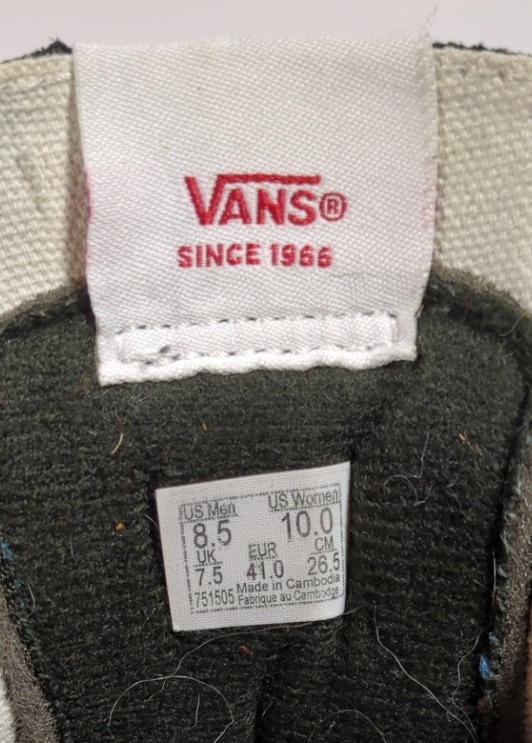 VANS®
SINCE 1966
US Men US Women
8.5 10.0
UK EUR CM
7.5 41.0 26.5
751505 Made in Cambodia
Fabrique au Cambodge